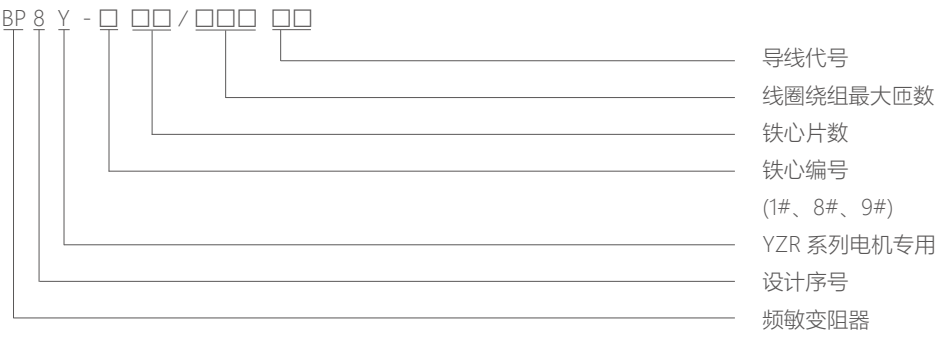 BP 8 Y - □ □□ / □□□ □□
导线代号
线圈绕组最大匝数
铁心片数
铁心编号
(1#、8#、9#)
YZR 系列电机专用
设计序号
频敏变阻器